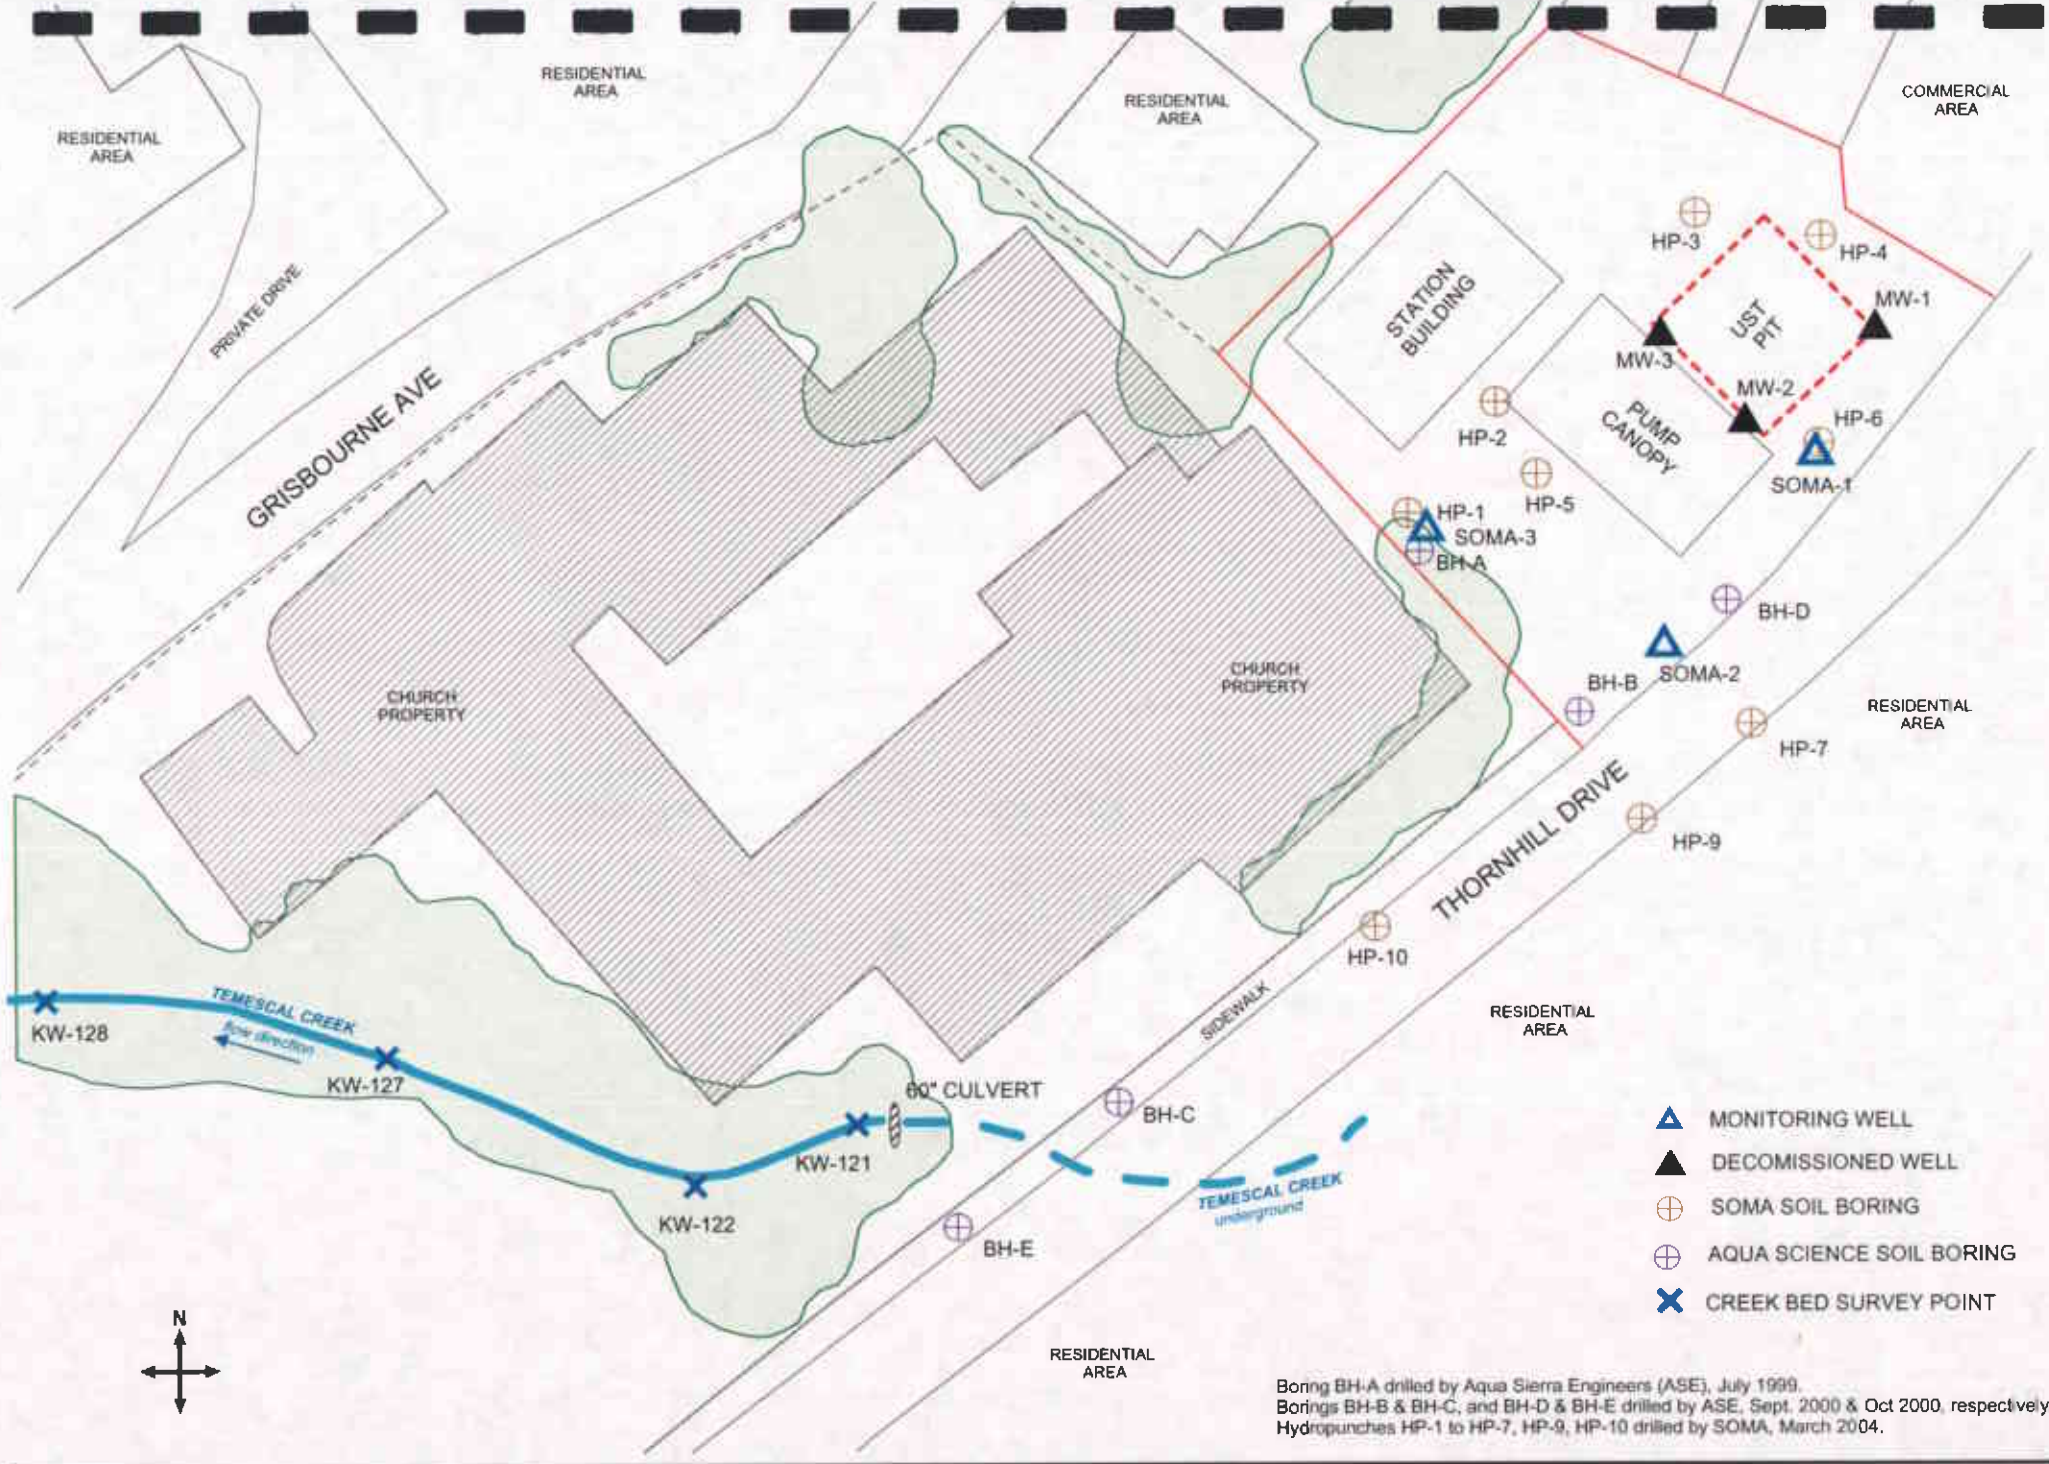 RESIDENTIAL
AREA
RESIDENTIAL
AREA
COMMERCIAL
AREA
RESIDENTIAL
AREA
PRIVATE DRIVE
GRISBOURNE AVE
HP-3
HP-4
STATION
BUILDING
UST
PIT
MW-1
MW-3
MW-2
PUMP
CANOPY
HP-6
HP-2
SOMA-1
HP-5
HP-1
SOMA-3
BH-A
BH-D
SOMA-2
BH-B
CHURCH
PROPERTY
CHURCH
PROPERTY
RESIDENTIAL
AREA
HP-7
THORNHILL DRIVE
HP-9
HP-10
SIDEWALK
RESIDENTIAL
AREA
TEMESCAL CREEK
flow direction
KW-128
KW-127
60" CULVERT
BH-C
KW-121
KW-122
TEMESCAL CREEK
underground
BH-E
MONITORING WELL
DECOMISSIONED WELL
SOMA SOIL BORING
AQUA SCIENCE SOIL BORING
CREEK BED SURVEY POINT
N
RESIDENTIAL
AREA
Boring BH-A drilled by Aqua Sierra Engineers (ASE), July 1999.
Borings BH-B & BH-C, and BH-D & BH-E drilled by ASE, Sept. 2000 & Oct 2000, respectively
Hydropunches HP-1 to HP-7, HP-9, HP-10 drilled by SOMA, March 2004.